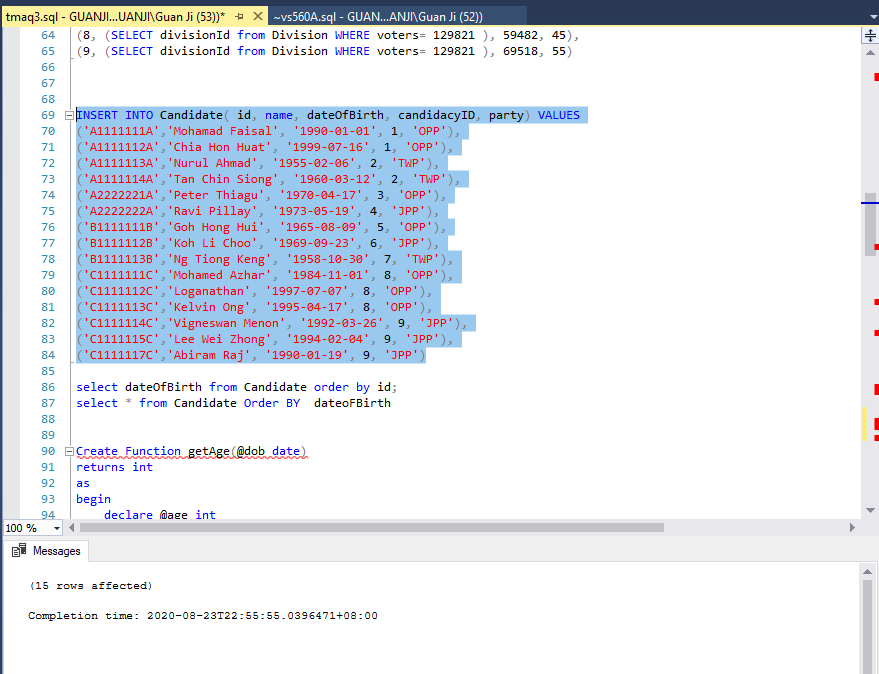 tmaq3.sql - GUANJI...UANJI\Guan Ji (53))* ~vs560A.sql - GUAN...ANJI\Guan Ji (52))
64 (8, (SELECT divisionId from Division WHERE voters= 129821 ), 59482, 45),
65 (9, (SELECT divisionId from Division WHERE voters= 129821 ), 69518, 55)
66
67
68
69 INSERT INTO Candidate( id, name, dateOfBirth, candidacyID, party) VALUES
70 ('A1111111A','Mohamad Faisal', '1990-01-01', 1, 'OPP'),
71 ('A1111112A','Chia Hon Huat', '1999-07-16', 1, 'OPP'),
72 ('A1111113A','Nurul Ahmad', '1955-02-06', 2, 'TWP'),
73 ('A1111114A','Tan Chin Siong', '1960-03-12', 2, 'TWP'),
74 ('A2222221A','Peter Thiagu', '1970-04-17', 3, 'OPP'),
75 ('A2222222A','Ravi Pillay', '1973-05-19', 4, 'JPP'),
76 ('B1111111B','Goh Hong Hui', '1965-08-09', 5, 'OPP'),
77 ('B1111112B','Koh Li Choo', '1969-09-23', 6, 'JPP'),
78 ('B1111113B','Ng Tiong Keng', '1958-10-30', 7, 'TWP'),
79 ('C1111111C','Mohamed Azhar', '1984-11-01', 8, 'OPP'),
80 ('C1111112C','Loganathan', '1997-07-07', 8, 'OPP'),
81 ('C1111113C','Kelvin Ong', '1995-04-17', 8, 'OPP'),
82 ('C1111114C','Vigneswan Menon', '1992-03-26', 9, 'JPP'),
83 ('C1111115C','Lee Wei Zhong', '1994-02-04', 9, 'JPP'),
84 ('C1111117C','Abiram Raj', '1990-01-19', 9, 'JPP')
85
86 select dateOfBirth from Candidate order by id;
87 select * from Candidate Order BY dateoFBirth
88
89
90 Create Function getAge(@dob date)
91 returns int
92 as
93 begin
94 declare @age int
100 %
Messages
(15 rows affected)
Completion time: 2020-08-23T22:55:55.0396471+08:00